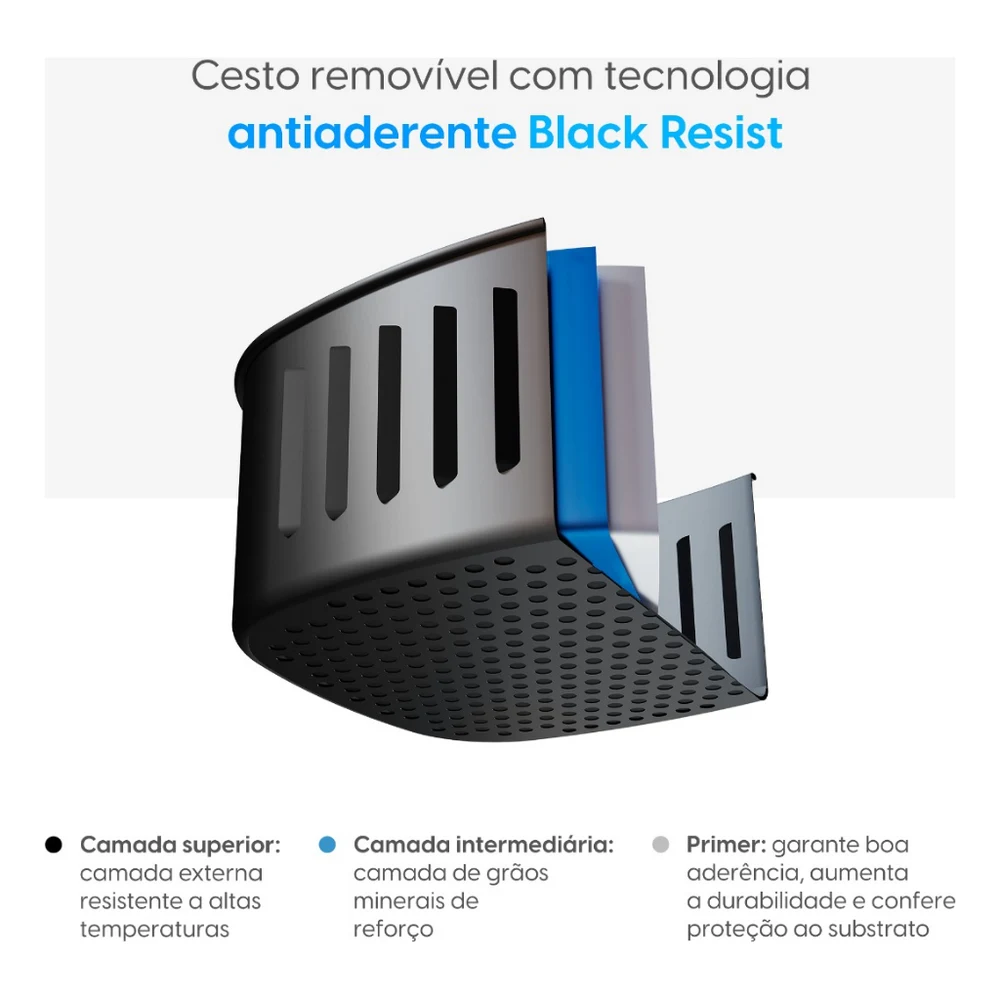 Cesto removível com tecnologia
antiaderente Black Resist
Camada superior:
camada externa
resistente a altas
temperaturas
Camada intermediária:
camada de grãos
minerais de
reforço
Primer: garante boa
aderência, aumenta
a durabilidade e confere
proteção ao substrato